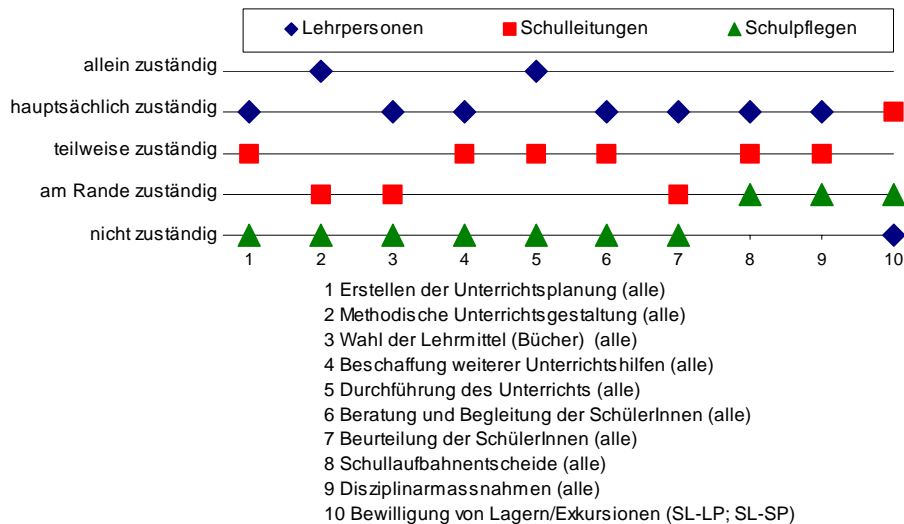 Lehrpersonen Schulleitungen Schulpflegen
allein zuständig
hauptsächlich zuständig
teilweise zuständig
am Rande zuständig
nicht zuständig
1 2 3 4 5 6 7 8 9 10
1 Erstellen der Unterrichtsplanung (alle)
2 Methodische Unterrichtsgestaltung (alle)
3 Wahl der Lehrmittel (Bücher) (alle)
4 Beschaffung weiterer Unterrichtshilfen (alle)
5 Durchführung des Unterrichts (alle)
6 Beratung und Begleitung der SchülerInnen (alle)
7 Beurteilung der SchülerInnen (alle)
8 Schullaufbahnentscheide (alle)
9 Disziplinarmassnahmen (alle)
10 Bewilligung von Lagern/Exkursionen (SL-LP; SL-SP)